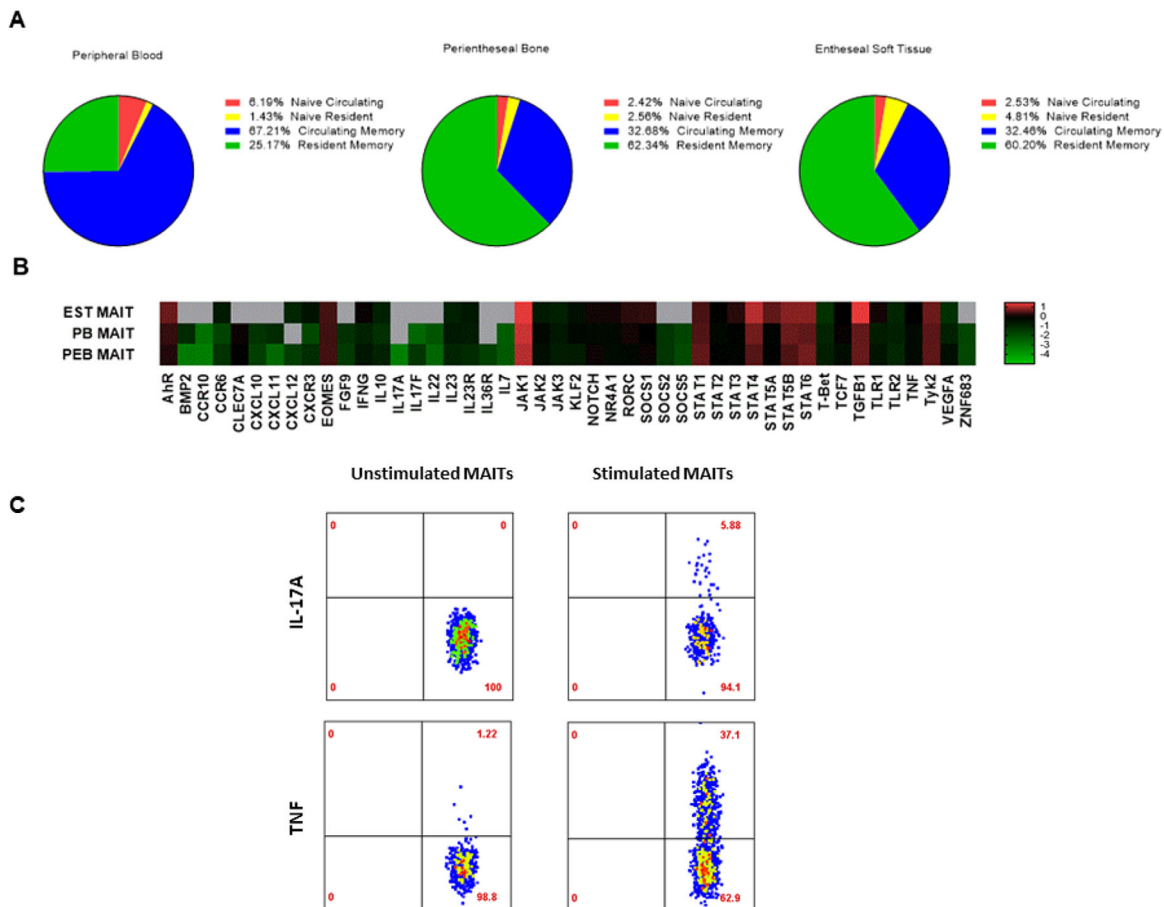 A
Peripheral Blood
6.19% Naive Circulating
1.43% Naive Resident
67.21% Circulating Memory
25.17% Resident Memory
Perientheseal Bone
2.42% Naive Circulating
2.56% Naive Resident
32.68% Circulating Memory
62.34% Resident Memory
Entheseal Soft Tissue
2.53% Naive Circulating
4.81% Naive Resident
32.46% Circulating Memory
60.20% Resident Memory
B
EST MAIT
PB MAIT
PEB MAIT
1
0
-1
-2
-3
-4
AhR
BMP2
CCR10
CCR6
CLEC7A
CXCL10
CXCL11
CXCL12
CXCR3
EOMES
FGF9
IFNG
IL10
IL17A
IL17F
IL22
IL23
IL23R
IL36R
IL7
JAK1
JAK2
JAK3
KLF2
NOTCH
NR4A1
RORC
SOCS1
SOCS2
SOCS5
STAT1
STAT2
STAT3
STAT4
STAT5A
STAT5B
STAT6
T-Bet
TCF7
TGFB1
TLR1
TLR2
TNF
Tyk2
VEGFA
ZNF683
C
Unstimulated MAITs
Stimulated MAITs
IL-17A
0
0
0
100
0
5.88
0
94.1
TNF
0
1.22
0
98.8
0
37.1
0
62.9